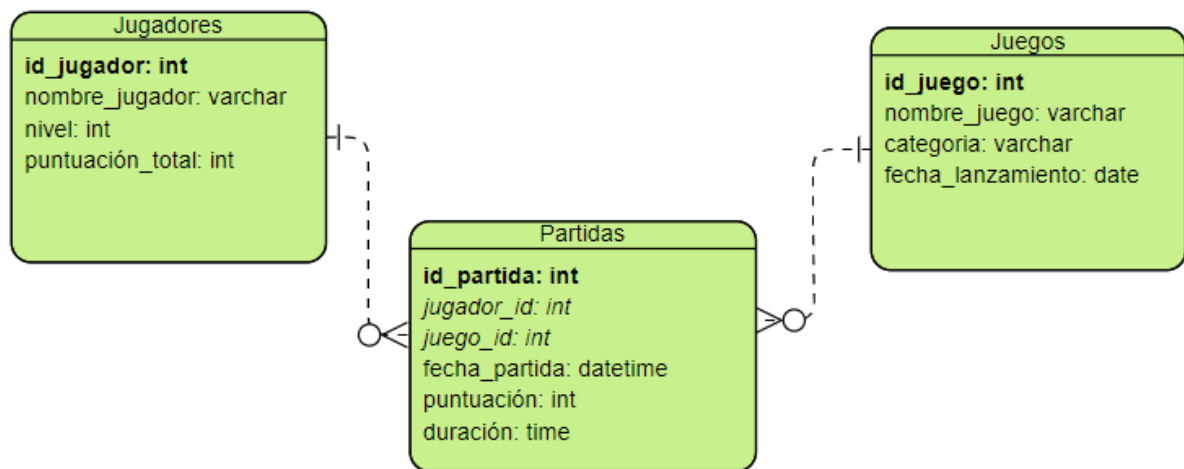 Jugadores
id_jugador: int
nombre_jugador: varchar
nivel: int
puntuación_total: int
Juegos
id_juego: int
nombre_juego: varchar
categoria: varchar
fecha_lanzamiento: date
Partidas
id_partida: int
jugador_id: int
juego_id: int
fecha_partida: datetime
puntuación: int
duración: time